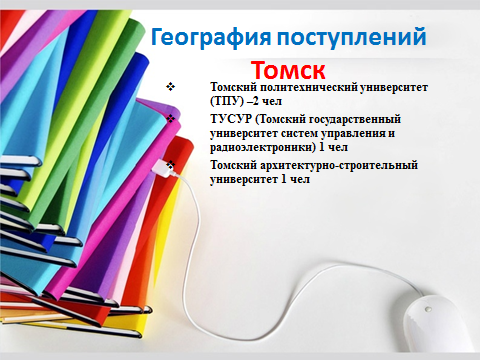 География поступлений
Томск
❖ Томский политехнический университет
(ТПУ) –2 чел
❖ ТУСУР (Томский государственный
университет систем управления и
радиоэлектроники) 1 чел
❖ Томский архитектурно-строительный
университет 1 чел